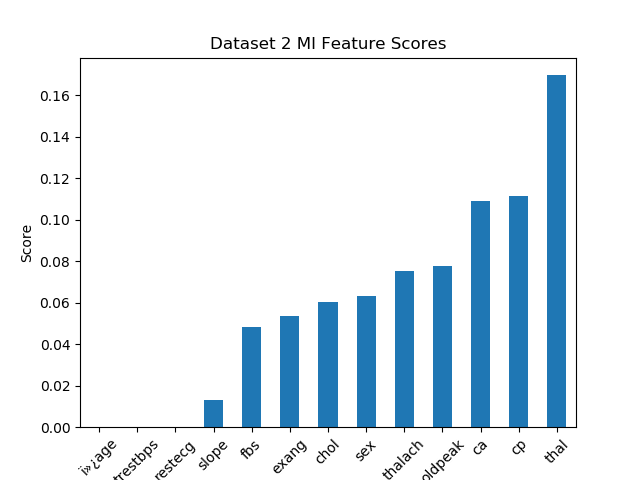 Dataset 2 MI Feature Scores
0.16
0.14
0.12
0.10
0.08
0.06
0.04
0.02
0.00
Score
ï»¿age
trestbps
restecg
slope
fbs
exang
chol
sex
thalach
oldpeak
ca
cp
thal